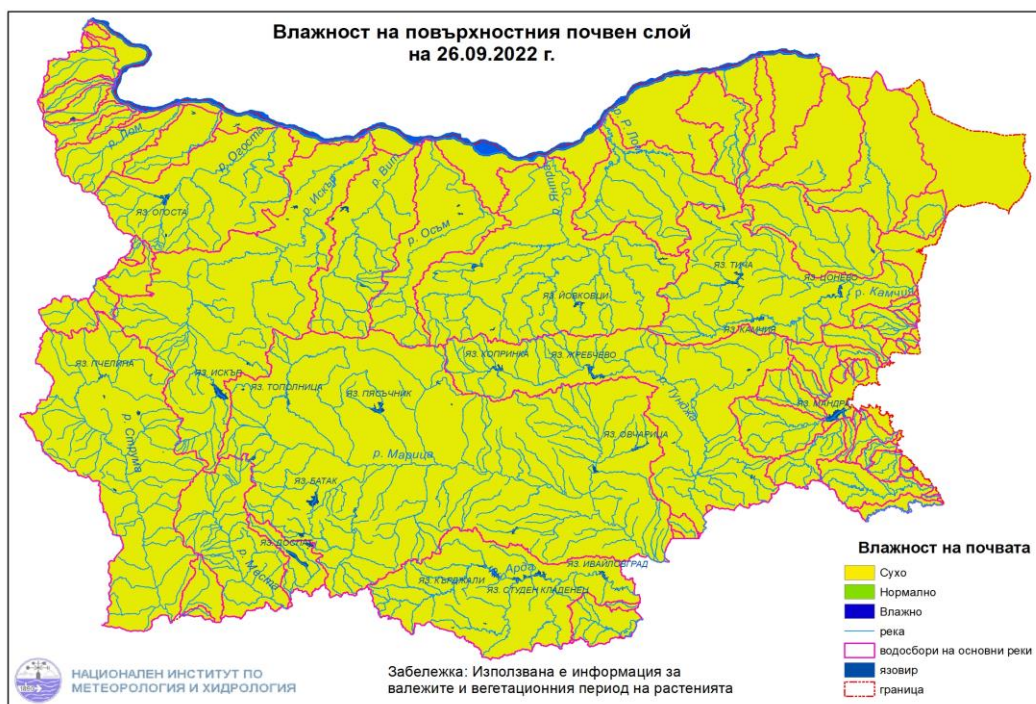 Влажност на повърхностния почвен слой
на 26.09.2022 г.
р. Лом
р. Огоста
р. Искър
р. Вит
р. Осъм
р. Янтра
р. Р.Лом
ЯЗ. ОГОСТА
ЯЗ. ТИЧА
ЯЗ. ЦОНЕВО
р. Камчия
ЯЗ. ЙОВКОВЦИ
ЯЗ. КАМЧИЯ
ЯЗ. ПЧЕЛИНА
ЯЗ. ИСКЪР
ЯЗ. ТОПОЛНИЦА
ЯЗ. ПЯСЪЧНИК
ЯЗ. КОПРИНКА
ЯЗ. ЖРЕБЧЕВО
р. Тунджа
ЯЗ. МАНДРА
р. Струма
ЯЗ. ОВЧАРИЦА
р. Марица
ЯЗ. БАТАК
ЯЗ. ДОСПАТ
р. Места
ЯЗ. КЪРДЖАЛИ
Арда
ЯЗ. ИВАЙЛОВГРАД
ЯЗ. СТУДЕН КЛАДЕНЕЦ
Влажност на почвата
Сухо
Нормално
Влажно
река
водосбори на основни реки
язовир
граница
НАЦИОНАЛЕН ИНСТИТУТ ПО
МЕТЕОРОЛОГИЯ И ХИДРОЛОГИЯ
Забележка: Използвана е информация за
валежите и вегетационния период на растенията